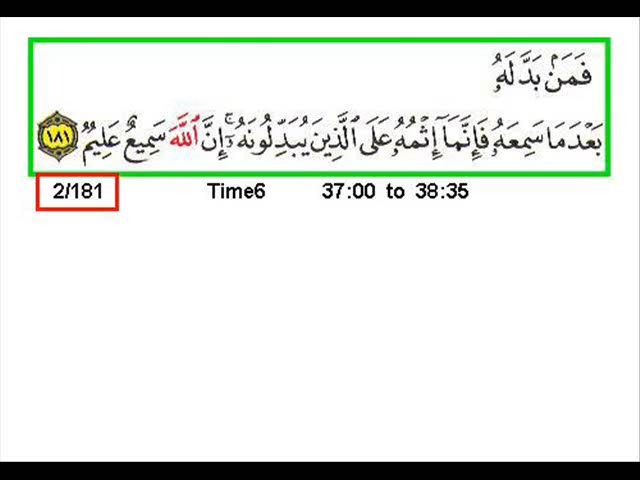 فَمَنۢ بَدَّلَهُۥ
بَعْدَمَا سَمِعَهُۥ فَإِنَّمَآ إِثْمُهُۥ عَلَى ٱلَّذِينَ يُبَدِّلُونَهُۥٓ ۚ إِنَّ ٱللَّهَ سَمِيعٌ عَلِيمٌ ١٨١
2/181 Time6 37:00 to 38:35